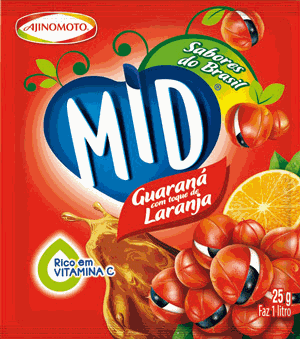 AJINOMOTO
Sabores
do Brasil
MID
®
Guaraná
com toque de
Laranja
Rico em
VITAMINA C
25 g
Faz 1 litro